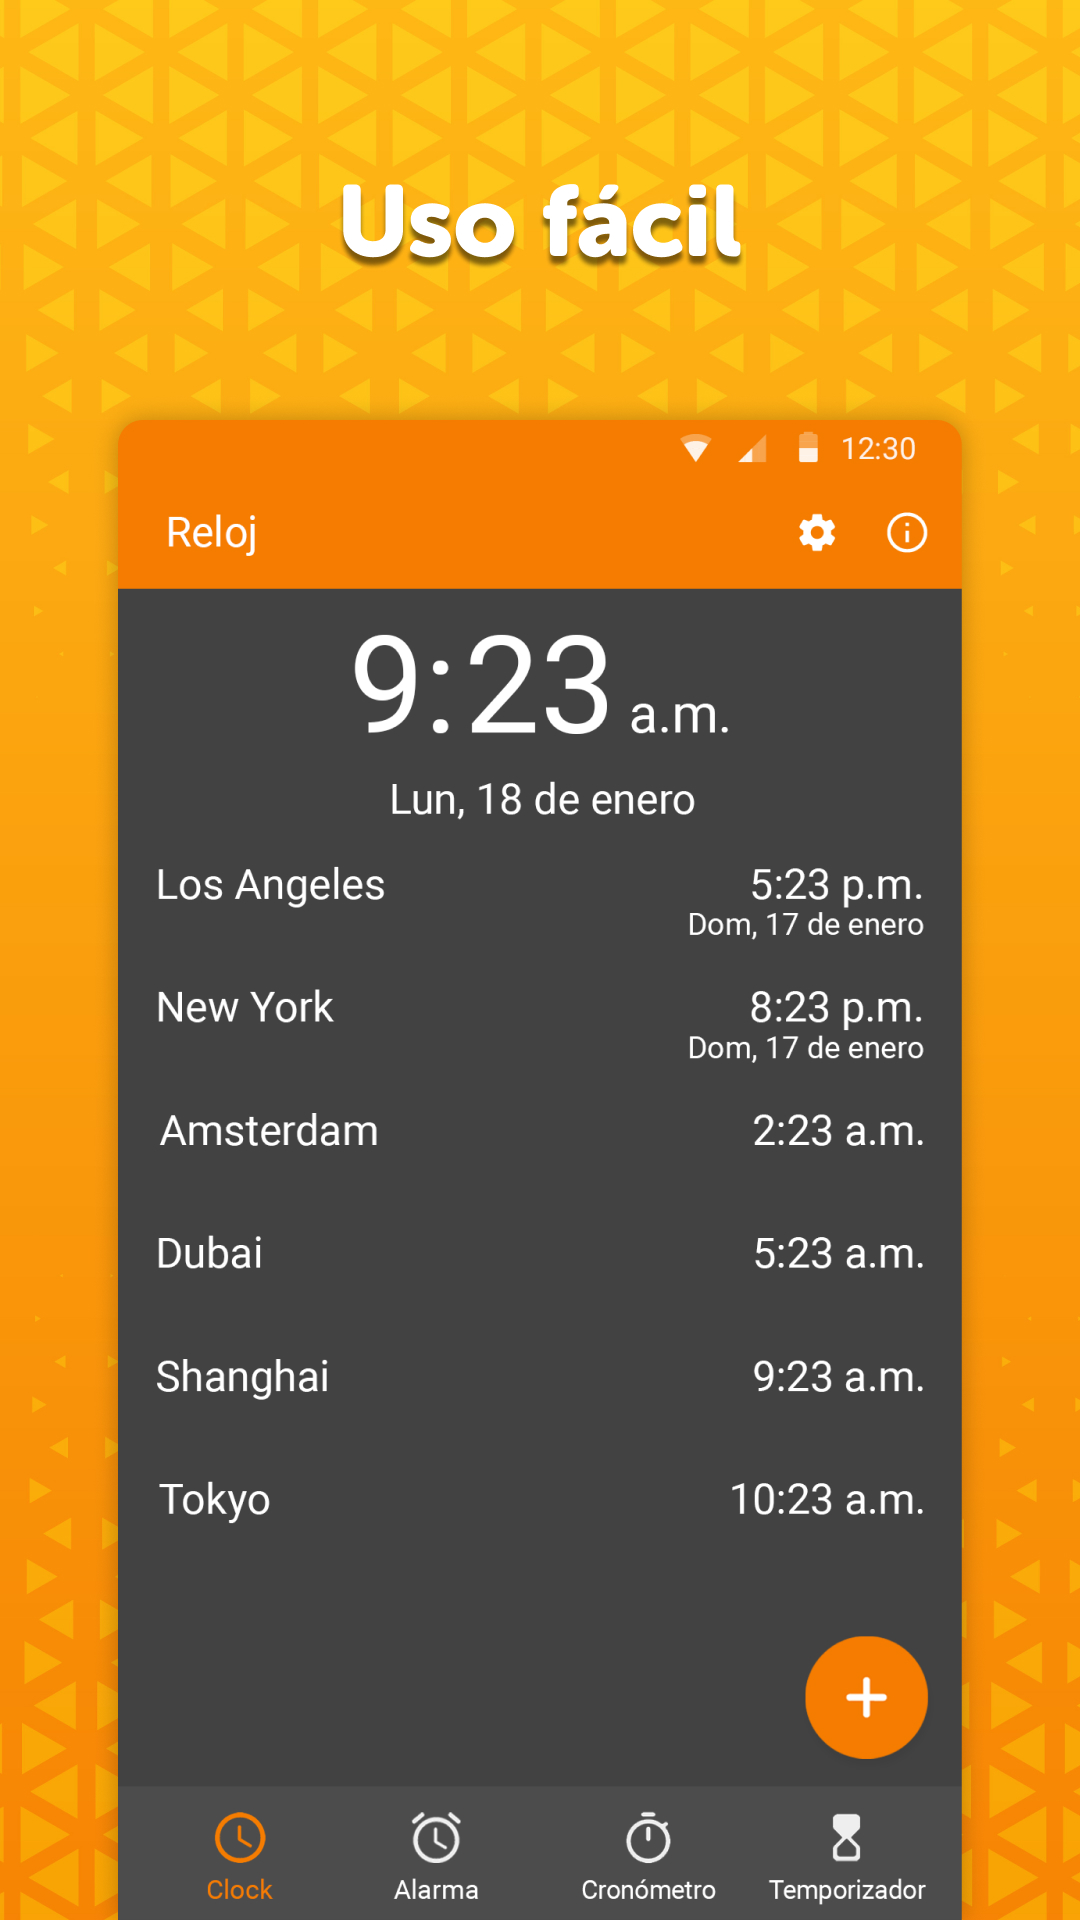 Uso fácil
12:30
Reloj
9:23 a.m.
Lun, 18 de enero
Los Angeles 5:23 p.m.
Dom, 17 de enero
New York 8:23 p.m.
Dom, 17 de enero
Amsterdam 2:23 a.m.
Dubai 5:23 a.m.
Shanghai 9:23 a.m.
Tokyo 10:23 a.m.
Clock Alarma Cronómetro Temporizador